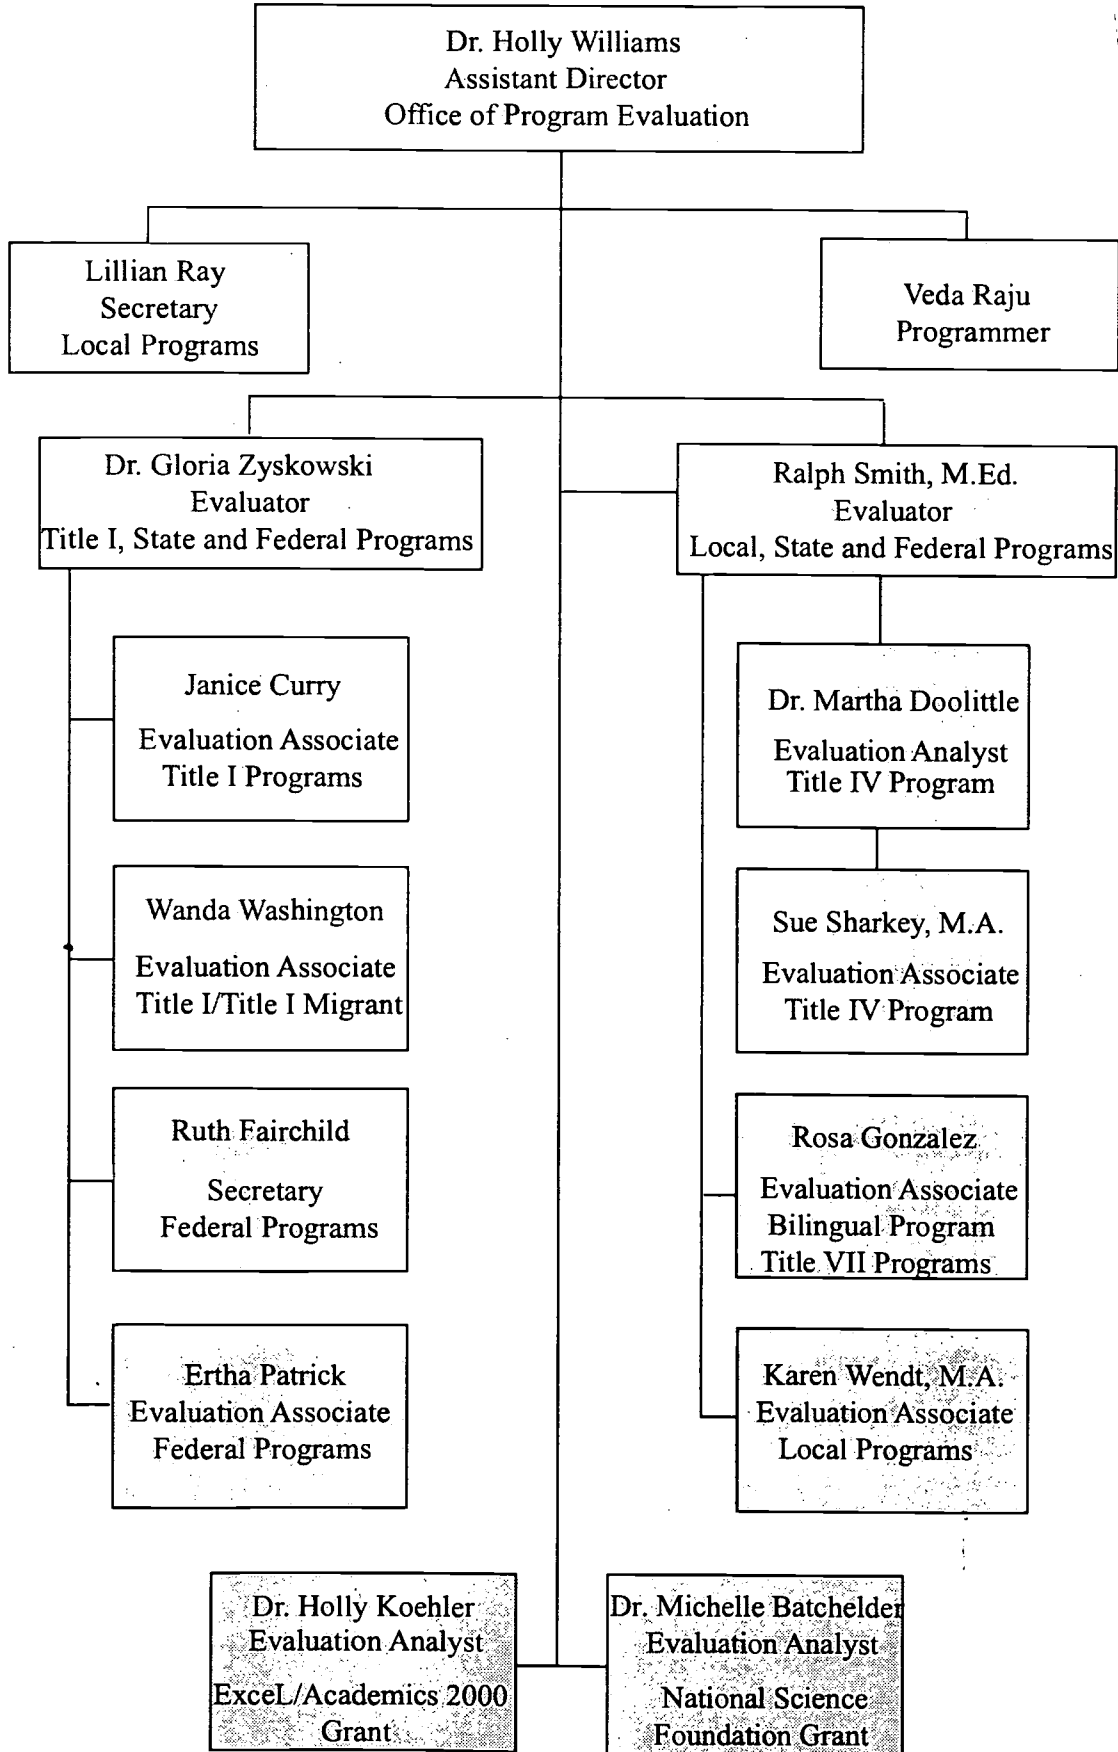 Dr. Holly Williams
Assistant Director
Office of Program Evaluation
Lillian Ray
Secretary
Local Programs
Veda Raju
Programmer
Dr. Gloria Zyskowski
Evaluator
Title I, State and Federal Programs
Ralph Smith, M.Ed.
Evaluator
Local, State and Federal Programs
Janice Curry
Evaluation Associate
Title I Programs
Wanda Washington
Evaluation Associate
Title I/Title I Migrant
Ruth Fairchild
Secretary
Federal Programs
Ertha Patrick
Evaluation Associate
Federal Programs
Dr. Martha Doolittle
Evaluation Analyst
Title IV Program
Sue Sharkey, M.A.
Evaluation Associate
Title IV Program
Rosa Gonzalez
Evaluation Associate
Bilingual Program
Title VII Programs
Karen Wendt, M.A.
Evaluation Associate
Local Programs
Dr. Holly Koehler
Evaluation Analyst
ExceL/Academics 2000
Grant
Dr. Michelle Batchelder
Evaluation Analyst
National Science
Foundation Grant